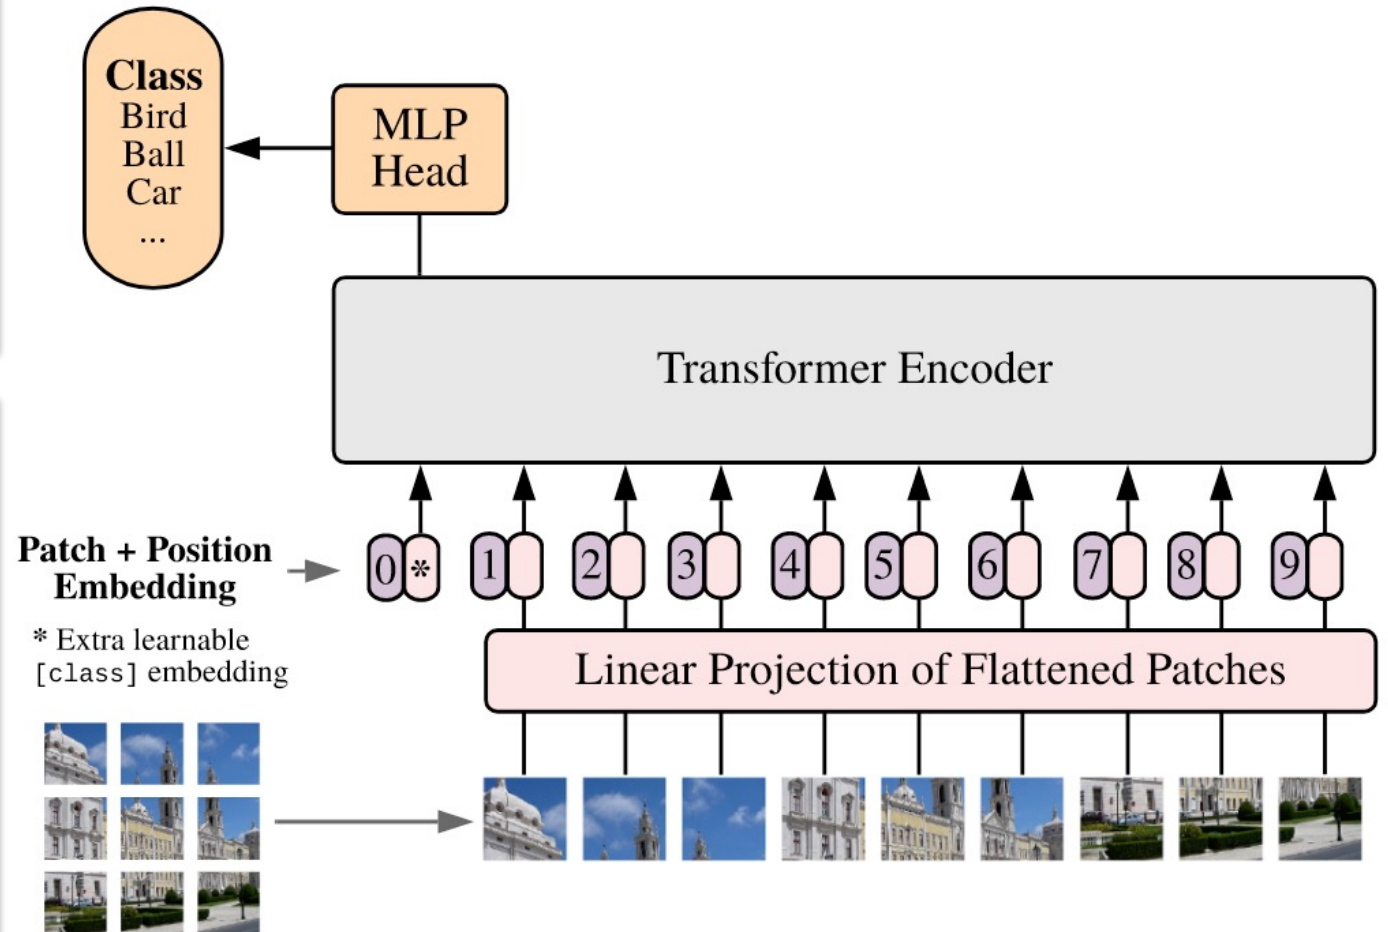 Class
Bird
Ball
Car
...
MLP
Head
Transformer Encoder
Patch + Position
Embedding
0 * 1 2 3 4 5 6 7 8 9
* Extra learnable
[class] embedding
Linear Projection of Flattened Patches